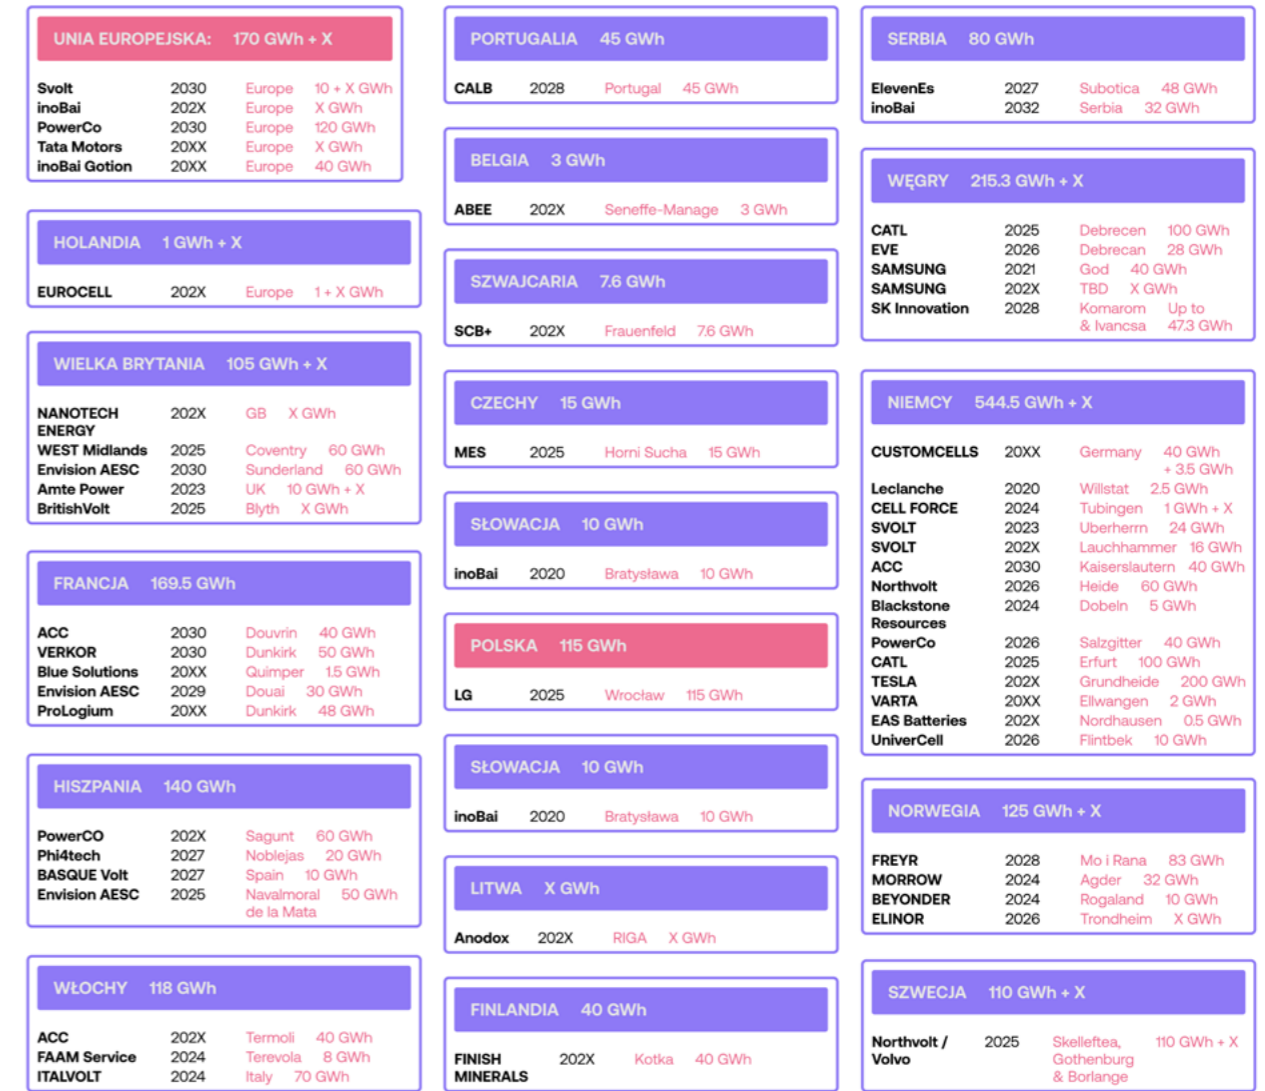 UNIA EUROPEJSKA: 170 GWh + X
Svolt 2030 Europe 10 + X GWh
inoBai 202X Europe X GWh
PowerCo 2030 Europe 120 GWh
Tata Motors 20XX Europe X GWh
inoBai Gotion 20XX Europe 40 GWh
HOLANDIA 1 GWh + X
EUROCELL 202X Europe 1 + X GWh
WIELKA BRYTANIA 105 GWh + X
NANOTECH 202X GB X GWh
ENERGY
WEST Midlands 2025 Coventry 60 GWh
Envision AESC 2030 Sunderland 60 GWh
Amte Power 2023 UK 10 GWh + X
BritishVolt 2025 Blyth X GWh
FRANCJA 169.5 GWh
ACC 2030 Douvrin 40 GWh
VERKOR 2030 Dunkirk 50 GWh
Blue Solutions 20XX Quimper 1.5 GWh
Envision AESC 2029 Douai 30 GWh
ProLogium 20XX Dunkirk 48 GWh
HISZPANIA 140 GWh
PowerCO 202X Sagunt 60 GWh
Phi4tech 2027 Noblejas 20 GWh
BASQUE Volt 2027 Spain 10 GWh
Envision AESC 2025 Navalmoral 50 GWh
de la Mata
WŁOCHY 118 GWh
ACC 202X Termoli 40 GWh
FAAM Service 2024 Terevola 8 GWh
ITALVOLT 2024 Italy 70 GWh
PORTUGALIA 45 GWh
CALB 2028 Portugal 45 GWh
BELGIA 3 GWh
ABEE 202X Seneffe-Manage 3 GWh
SZWAJCARIA 7.6 GWh
SCB+ 202X Frauenfeld 7.6 GWh
CZECHY 15 GWh
MES 2025 Horni Sucha 15 GWh
SŁOWACJA 10 GWh
inoBai 2020 Bratysława 10 GWh
POLSKA 115 GWh
LG 2025 Wrocław 115 GWh
SŁOWACJA 10 GWh
inoBai 2020 Bratysława 10 GWh
LITWA X GWh
Anodox 202X RIGA X GWh
FINLANDIA 40 GWh
FINISH 202X Kotka 40 GWh
MINERALS
SERBIA 80 GWh
ElevenEs 2027 Subotica 48 GWh
inoBai 2032 Serbia 32 GWh
WĘGRY 215.3 GWh + X
CATL 2025 Debrecen 100 GWh
EVE 2026 Debrecan 28 GWh
SAMSUNG 2021 God 40 GWh
SAMSUNG 202X TBD X GWh
SK Innovation 2028 Komarom Up to
& Ivancsa 47.3 GWh
NIEMCY 544.5 GWh + X
CUSTOMCELLS 20XX Germany 40 GWh
+ 3.5 GWh
Leclanche 2020 Willstat 2.5 GWh
CELL FORCE 2024 Tubingen 1 GWh + X
SVOLT 2023 Uberherrn 24 GWh
SVOLT 202X Lauchhammer 16 GWh
ACC 2030 Kaiserslautern 40 GWh
Northvolt 2026 Heide 60 GWh
Blackstone 2024 Dobeln 5 GWh
Resources
PowerCo 2026 Salzgitter 40 GWh
CATL 2025 Erfurt 100 GWh
TESLA 202X Grundheide 200 GWh
VARTA 20XX Ellwangen 2 GWh
EAS Batteries 202X Nordhausen 0.5 GWh
UniverCell 2026 Flintbek 10 GWh
NORWEGIA 125 GWh + X
FREYR 2028 Mo i Rana 83 GWh
MORROW 2024 Agder 32 GWh
BEYONDER 2024 Rogaland 10 GWh
ELINOR 2026 Trondheim X GWh
SZWECJA 110 GWh + X
Northvolt / 2025 Skelleftea, 110 GWh + X
Volvo Gothenburg
& Borlange